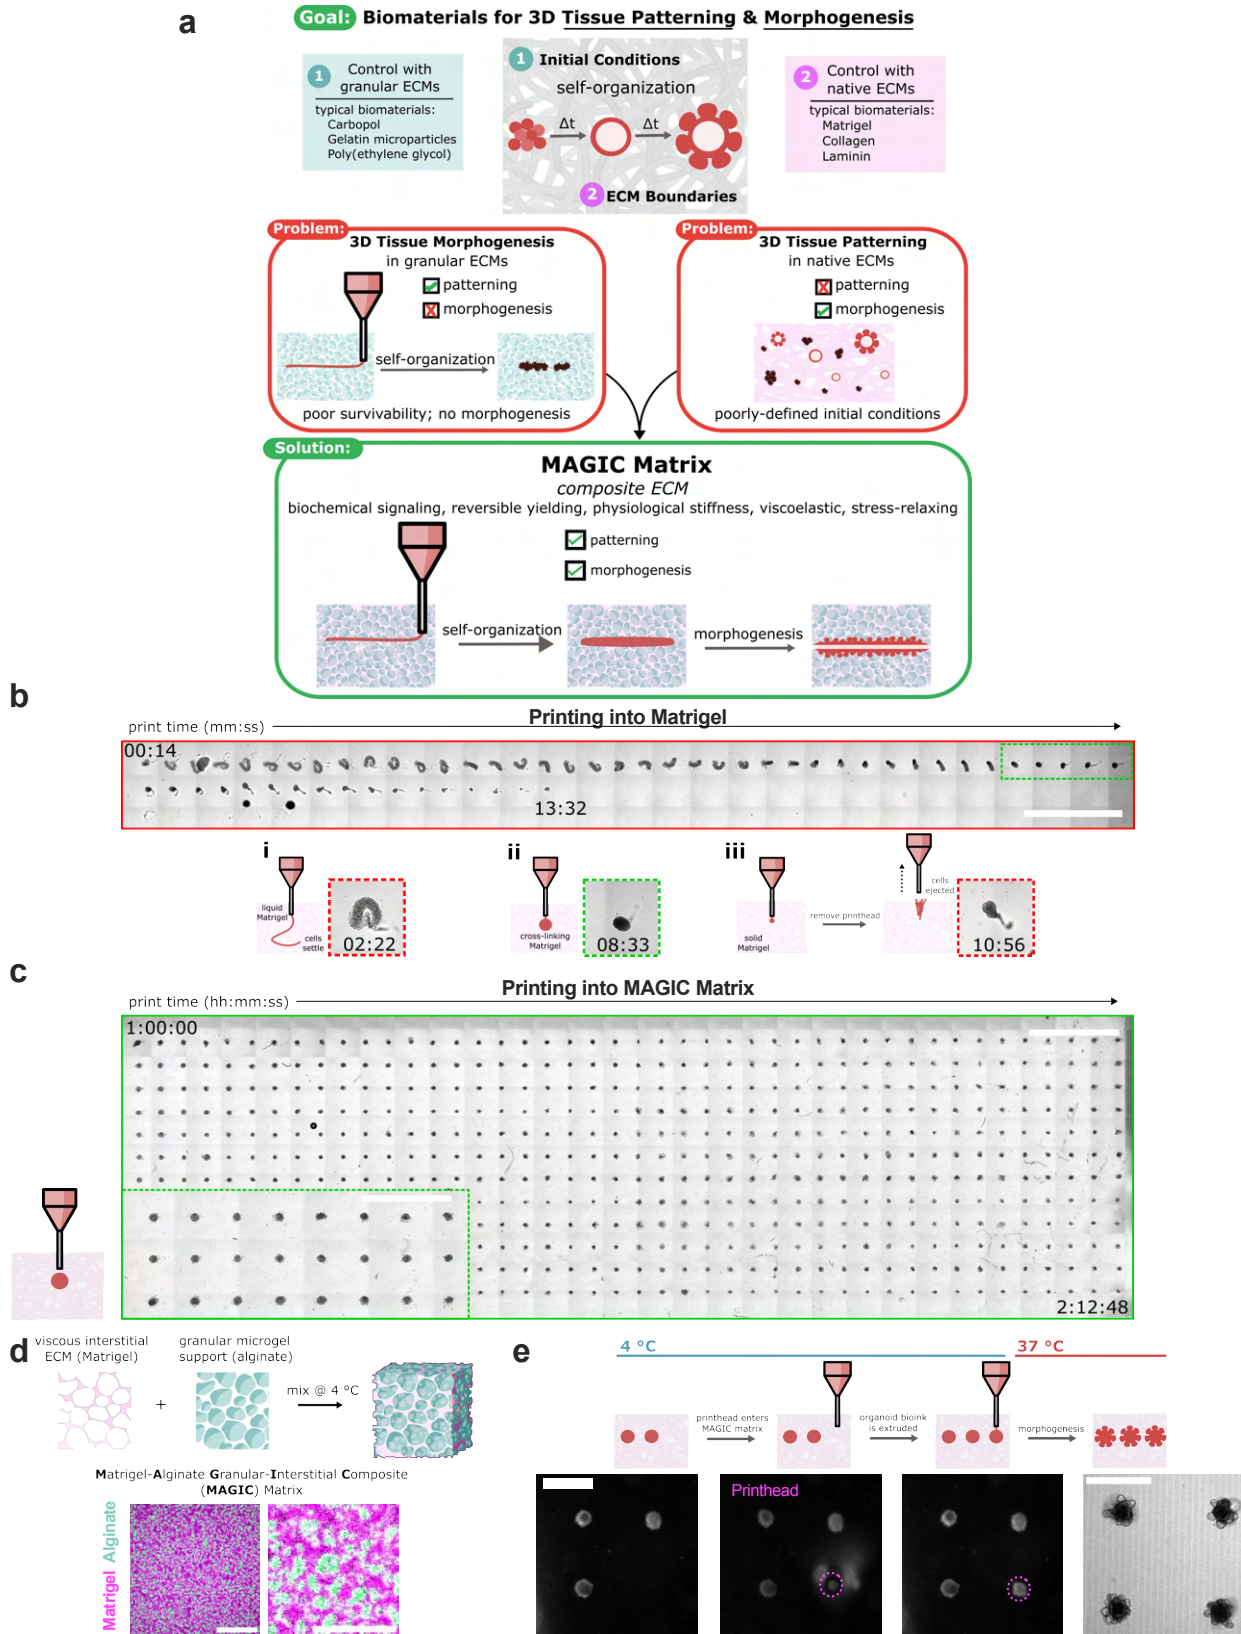 a
Goal: Biomaterials for 3D Tissue Patterning & Morphogenesis
1 Control with
granular ECMs
typical biomaterials:
Carbopol
Gelatin microparticles
Poly(ethylene glycol)
1 Initial Conditions
self-organization
Δt Δt
2 ECM Boundaries
2 Control with
native ECMs
typical biomaterials:
Matrigel
Collagen
Laminin
Problem:
3D Tissue Morphogenesis
in granular ECMs
patterning
morphogenesis
self-organization
poor survivability; no morphogenesis
Problem:
3D Tissue Patterning
in native ECMs
patterning
morphogenesis
poorly-defined initial conditions
Solution:
MAGIC Matrix
composite ECM
biochemical signaling, reversible yielding, physiological stiffness, viscoelastic, stress-relaxing
patterning
morphogenesis
self-organization
morphogenesis
b
Printing into Matrigel
print time (mm:ss)
00:14
13:32
i
liquid
Matrigel
cells
settle
02:22
ii
cross-linking
Matrigel
08:33
iii
solid
Matrigel
remove printhead
cells
ejected
10:56
c
Printing into MAGIC Matrix
print time (hh:mm:ss)
1:00:00
2:12:48
d
viscous interstitial
ECM (Matrigel)
+
granular microgel
support (alginate)
mix @ 4 °C
Matrigel-Alginate Granular-Interstitial Composite
(MAGIC) Matrix
Matrigel Alginate
e
4 °C
37 °C
printhead enters
MAGIC matrix
organoid bioink
is extruded
morphogenesis
Printhead